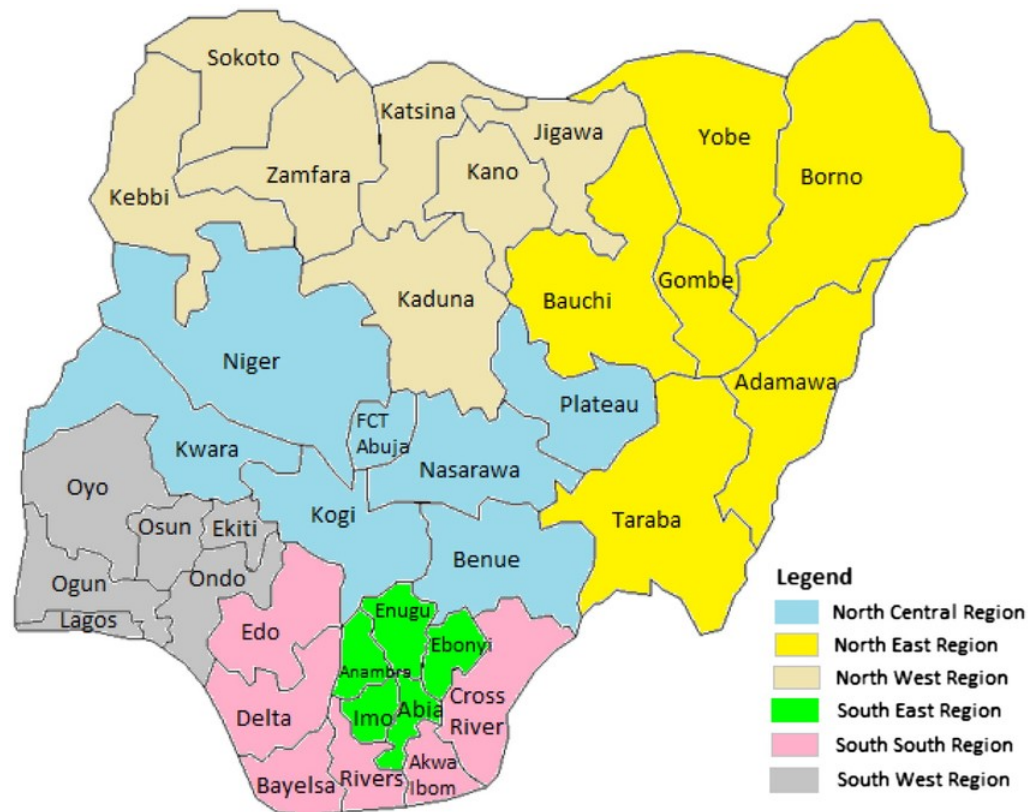 Sokoto
Katsina
Jigawa
Yobe
Borno
Kano
Zamfara
Kebbi
Kaduna
Bauchi
Gombe
Niger
Adamawa
Plateau
FCT
Abuja
Kwara
Nasarawa
Oyo
Kogi
Taraba
Osun
Ekiti
Benue
Ogun
Ondo
Lagos
Edo
Enugu
Ebonyi
Anambra
Delta
Imo
Abia
Cross
River
Bayelsa
Rivers
Akwa
Ibom
Legend
North Central Region
North East Region
North West Region
South East Region
South South Region
South West Region